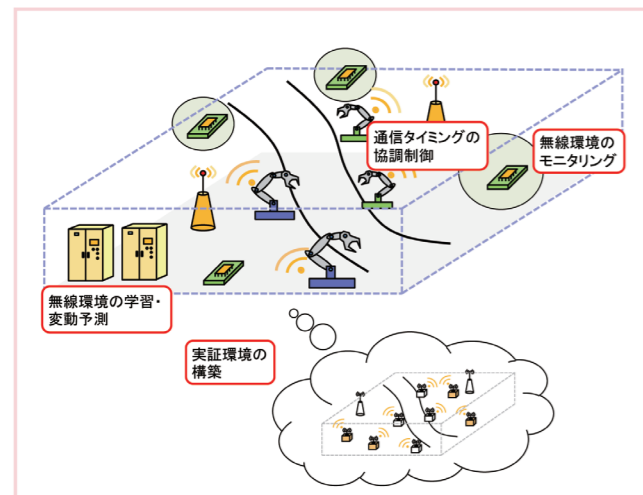 通信タイミングの
協調制御
無線環境の
モニタリング
無線環境の学習・
変動予測
実証環境の
構築